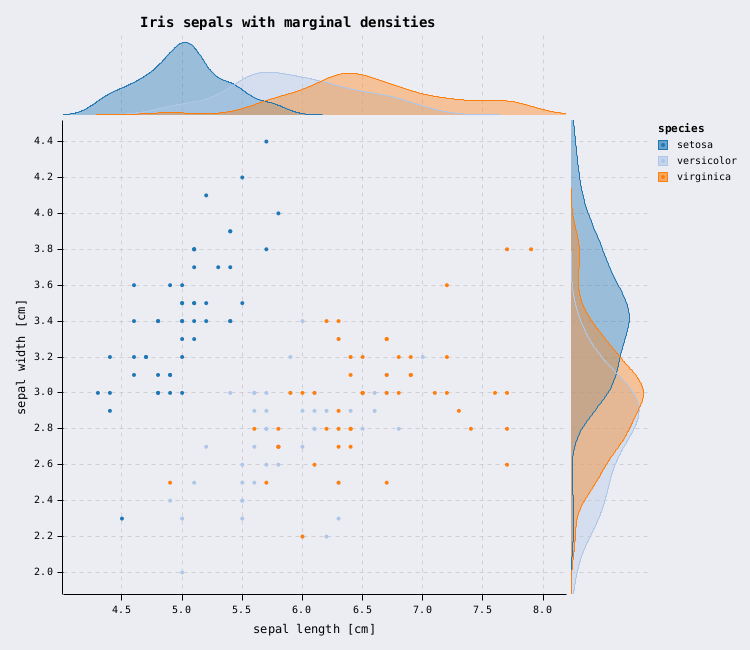 Iris sepals with marginal densities
species
setosa
versicolor
virginica
sepal width [cm]
4.4
4.2
4.0
3.8
3.6
3.4
3.2
3.0
2.8
2.6
2.4
2.2
2.0
4.5 5.0 5.5 6.0 6.5 7.0 7.5 8.0
sepal length [cm]